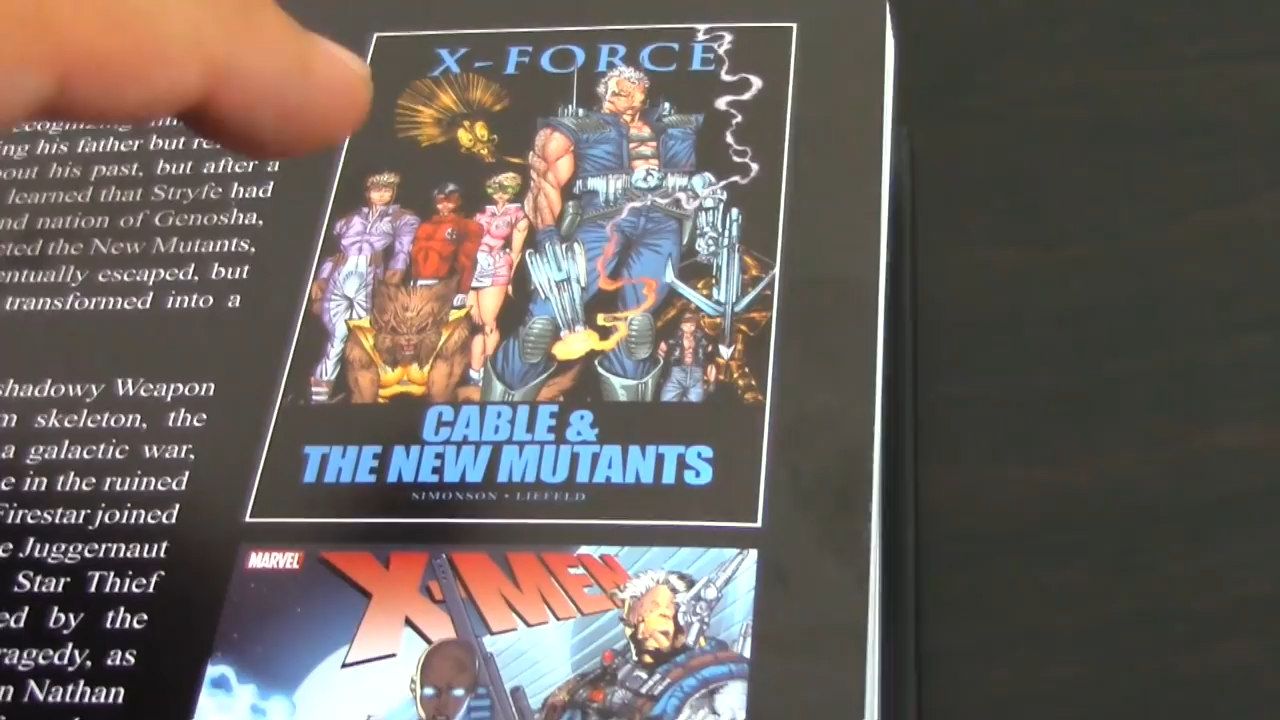 ing his father but
out his past, but after a
learned that Stryfe had
nd nation of Genosha,
cted the New Mutants,
entually escaped, but
transformed into a
shadowy Weapon
m skeleton, the
a galactic war,
e in the ruined
Firestar joined
e Juggernaut
Star Thief
ed by the
ragedy, as
n Nathan
X-FORCE
CABLE &
THE NEW MUTANTS
SIMONSON • LIEFELD
MARVEL
X-MEN